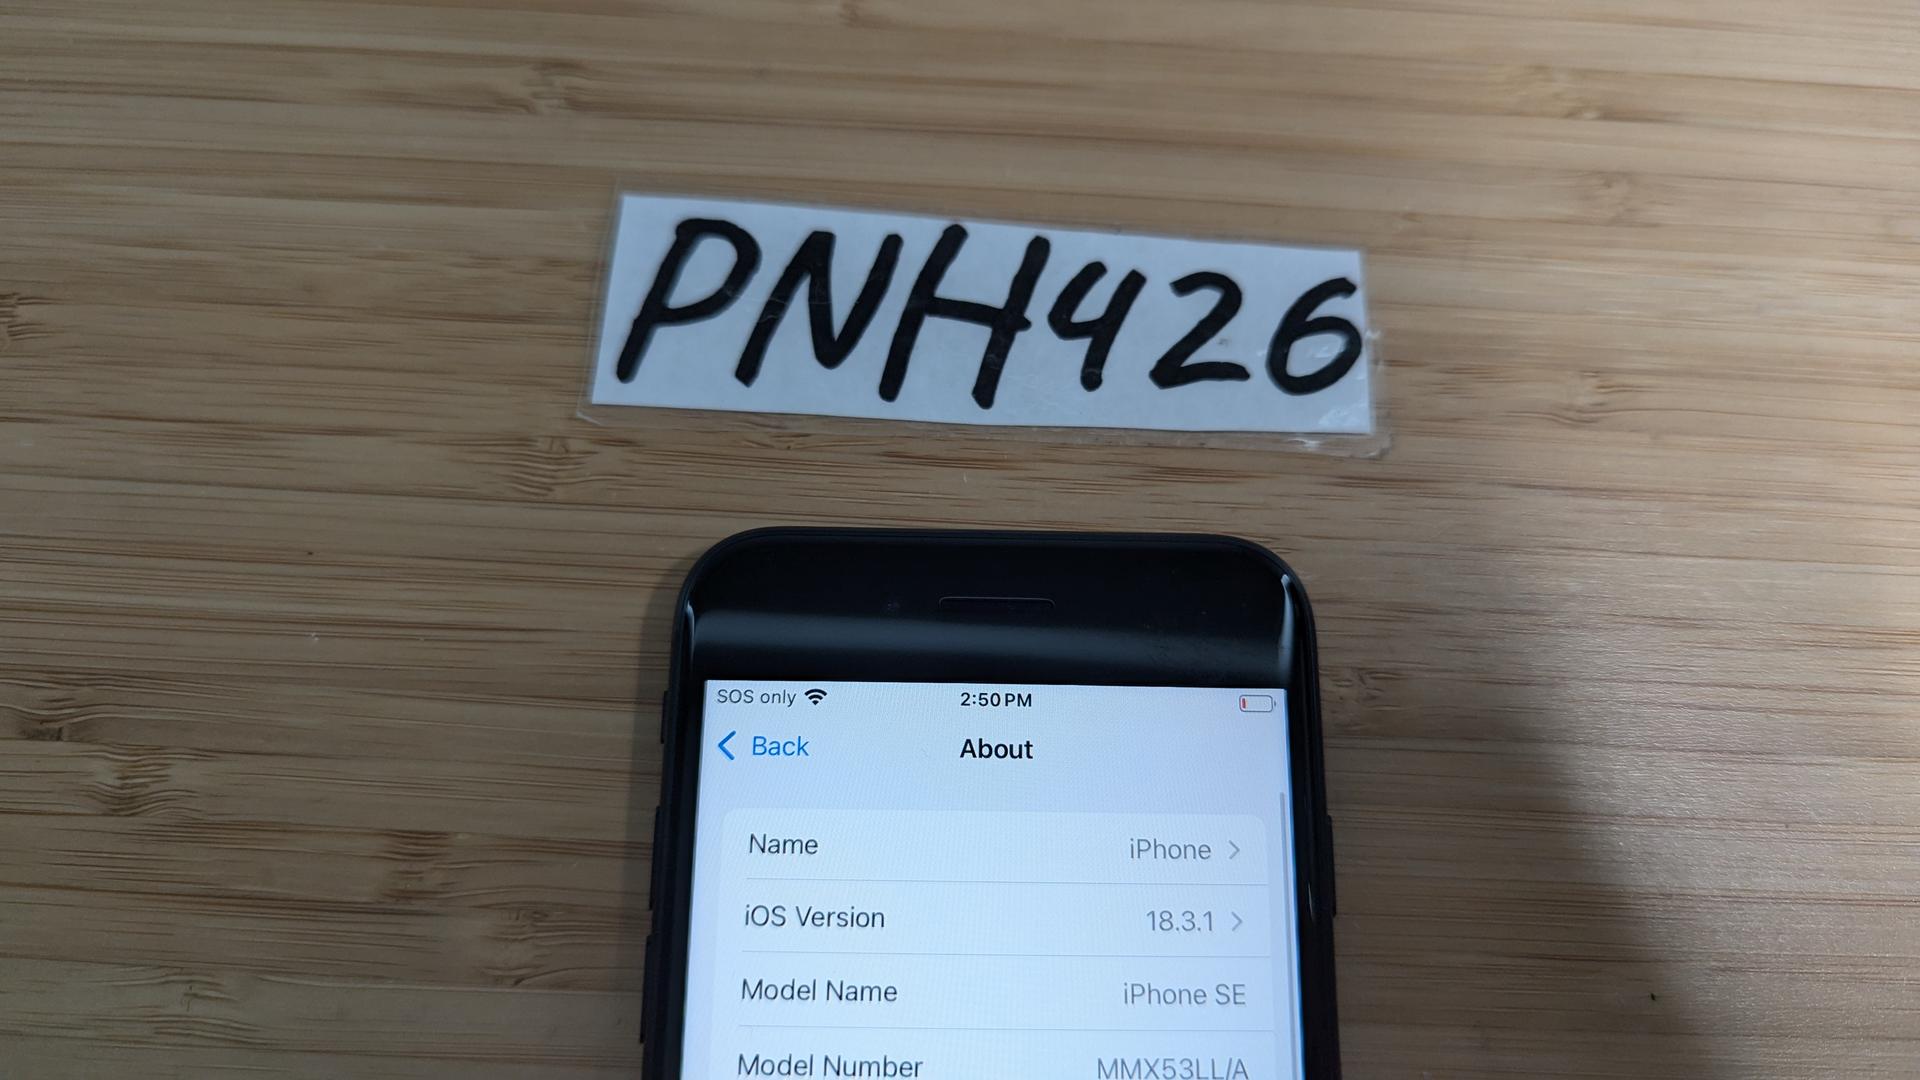 PNH426
SOS only 2:50 PM
Back About
Name iPhone
iOS Version 18.3.1
Model Name iPhone SE
Model Number MMX53LL/A